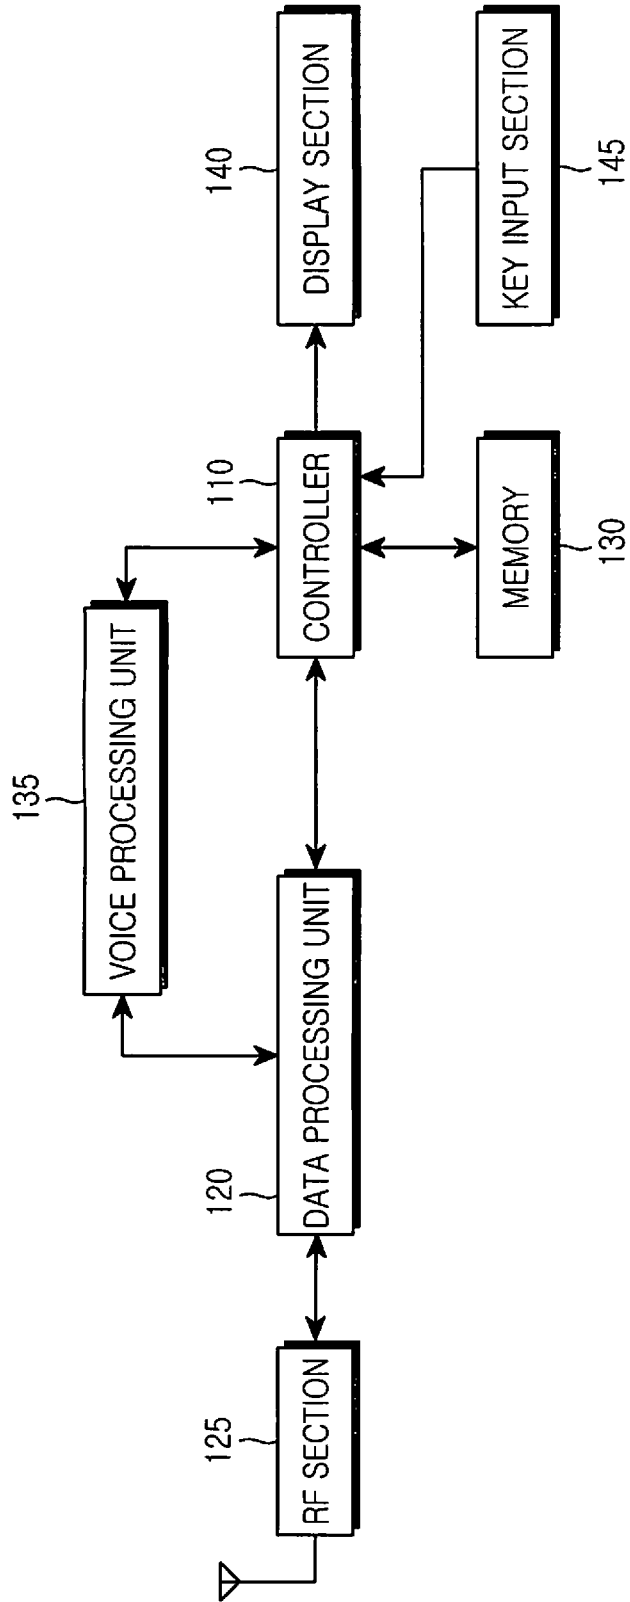 135
VOICE PROCESSING UNIT
125
RF SECTION
120
DATA PROCESSING UNIT
110
CONTROLLER
140
DISPLAY SECTION
MEMORY
130
KEY INPUT SECTION
145